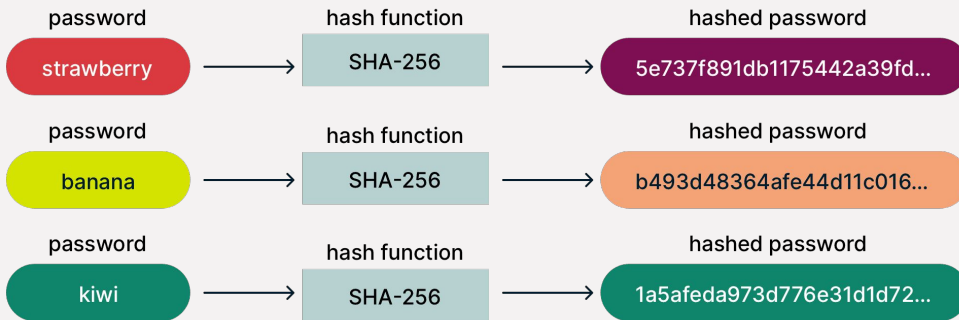 password
hash function
hashed password
strawberry
SHA-256
5e737f891db1175442a39fd...
password
hash function
hashed password
banana
SHA-256
b493d48364afe44d11c016...
password
hash function
hashed password
kiwi
SHA-256
1a5afeda973d776e31d1d72...